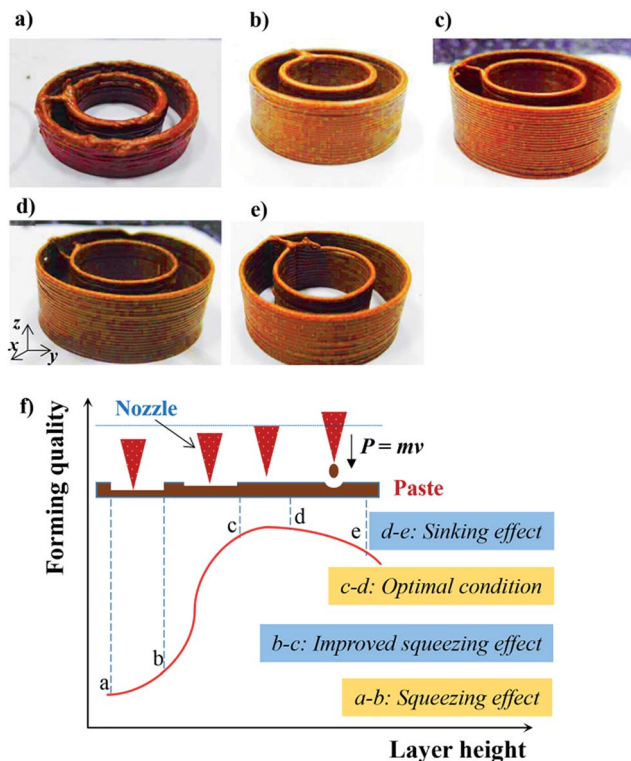 a)
b)
c)
d)
e)
z
x
y
f)
Nozzle
P = mv
Paste
Forming quality
c
d
e
d-e: Sinking effect
c-d: Optimal condition
b
b-c: Improved squeezing effect
a
a-b: Squeezing effect
Layer height